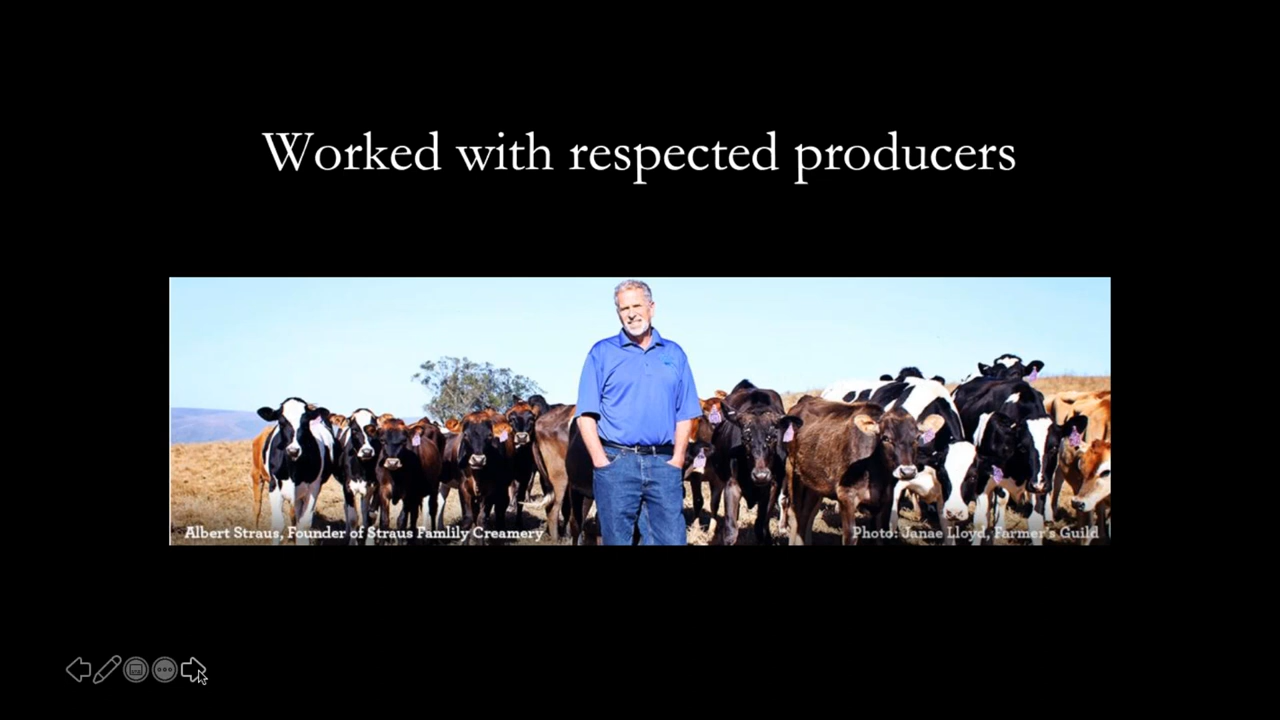 Worked with respected producers
Albert Straus, Founder of Straus Famlily Creamery
Photo: Janae Lloyd, Farmer's Guild